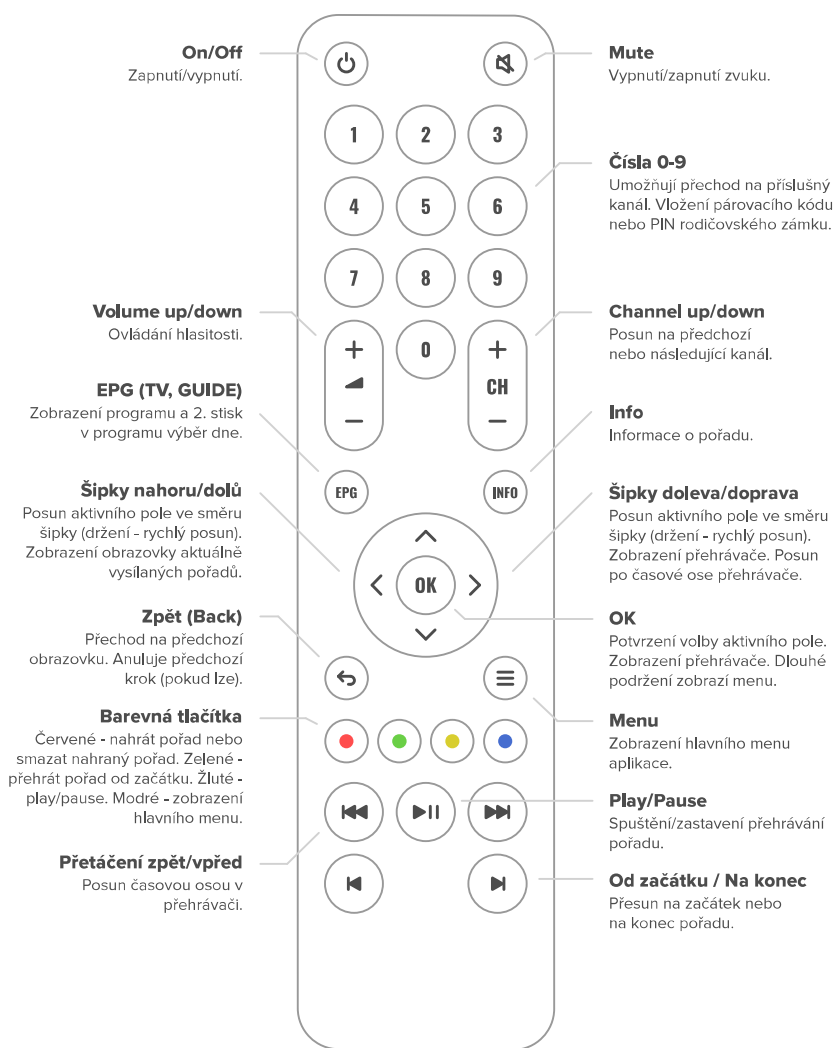 On/Off
Zapnutí/vypnutí.
Mute
Vypnutí/zapnutí zvuku.
1
2
3
Čísla 0-9
Umožňují přechod na příslušný
kanál. Vložení párovacího kódu
nebo PIN rodičovského zámku.
4
5
6
7
8
9
Volume up/down
Ovládání hlasitosti.
0
CH
Channel up/down
Posun na předchozí
nebo následující kanál.
EPG (TV, GUIDE)
Zobrazení programu a 2. stisk
v programu výběr dne.
Info
Informace o pořadu.
EPG
INFO
Šipky nahoru/dolů
Posun aktivního pole ve směru
šipky (držení - rychlý posun).
Zobrazení obrazovky aktuálně
vysílaných pořadů.
OK
Šipky doleva/doprava
Posun aktivního pole ve směru
šipky (držení - rychlý posun).
Zobrazení přehrávače. Posun
po časové ose přehrávače.
Zpět (Back)
Přechod na předchozí
obrazovku. Anuluje předchozí
krok (pokud lze).
OK
Potvrzení volby aktivního pole.
Zobrazení přehrávače. Dlouhé
podržení zobrazí menu.
Barevná tlačítka
Červené - nahrát pořad nebo
smazat nahraný pořad. Zelené -
přehrát pořad od začátku. Žluté -
play/pause. Modré - zobrazení
hlavního menu.
Menu
Zobrazení hlavního menu
aplikace.
Play/Pause
Spuštění/zastavení přehrávání
pořadu.
Přetáčení zpět/vpřed
Posun časovou osou v
přehrávači.
Od začátku / Na konec
Přesun na začátek nebo
na konec pořadu.